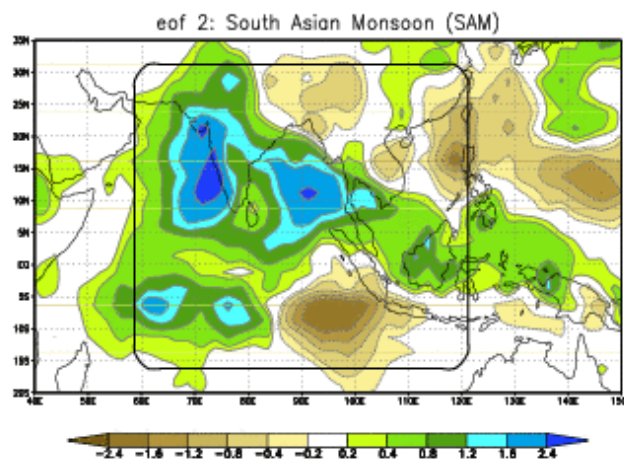 eof 2: South Asian Monsoon (SAM)
35N
30N
25N
20N
15N
10N
5N
EQ
5S
10S
15S
20S
40E 50E 60E 70E 80E 90E 100E 110E 120E 130E 140E 150E
-2.4 -1.6 -1.2 -0.8 -0.4 -0.2 0.2 0.4 0.8 1.2 1.6 2.4